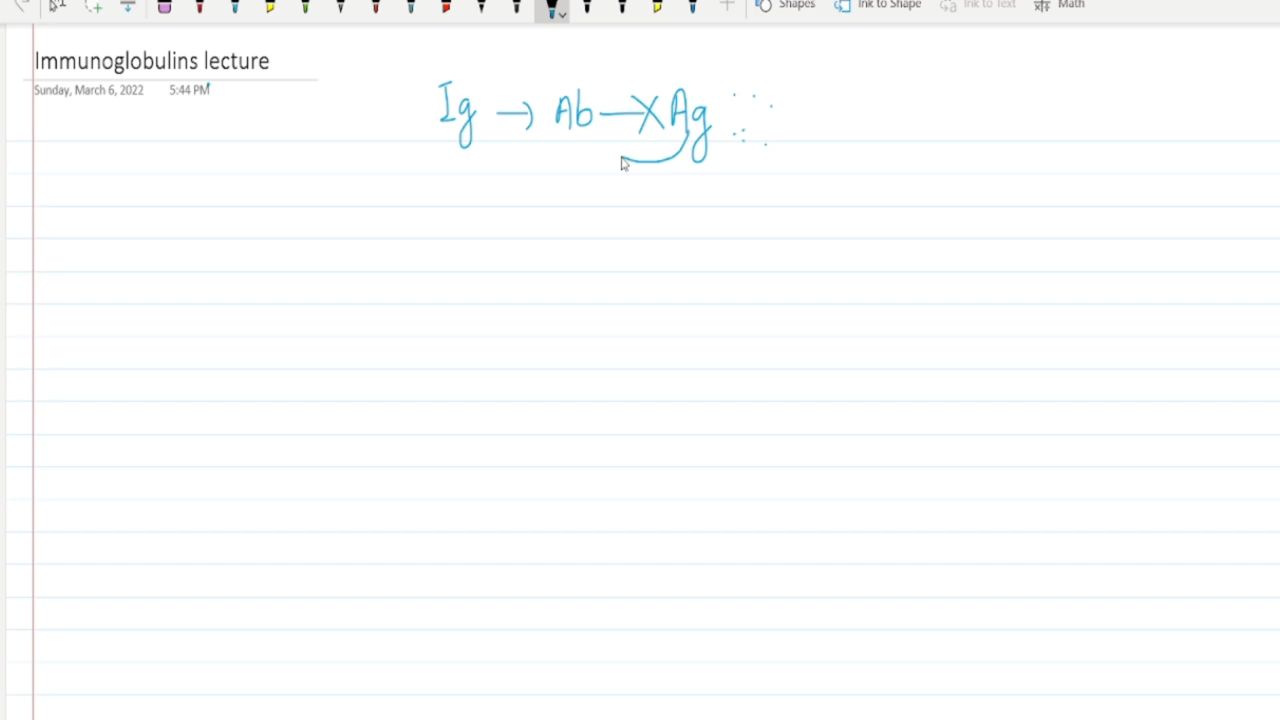 Shapes Ink to Shape Ink to Text Math
Immunoglobulins lecture
Sunday, March 6, 2022 5:44 PM
Ig → Ab —X Ag